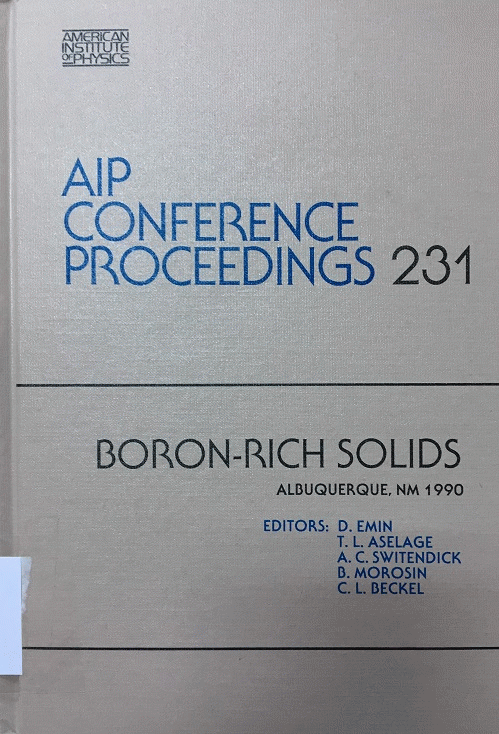 AMERICAN
INSTITUTE
OF PHYSICS
AIP
CONFERENCE
PROCEEDINGS 231
BORON-RICH SOLIDS
ALBUQUERQUE, NM 1990
EDITORS: D. EMIN
T. L. ASELAGE
A. C. SWITENDICK
B. MOROSIN
C. L. BECKEL